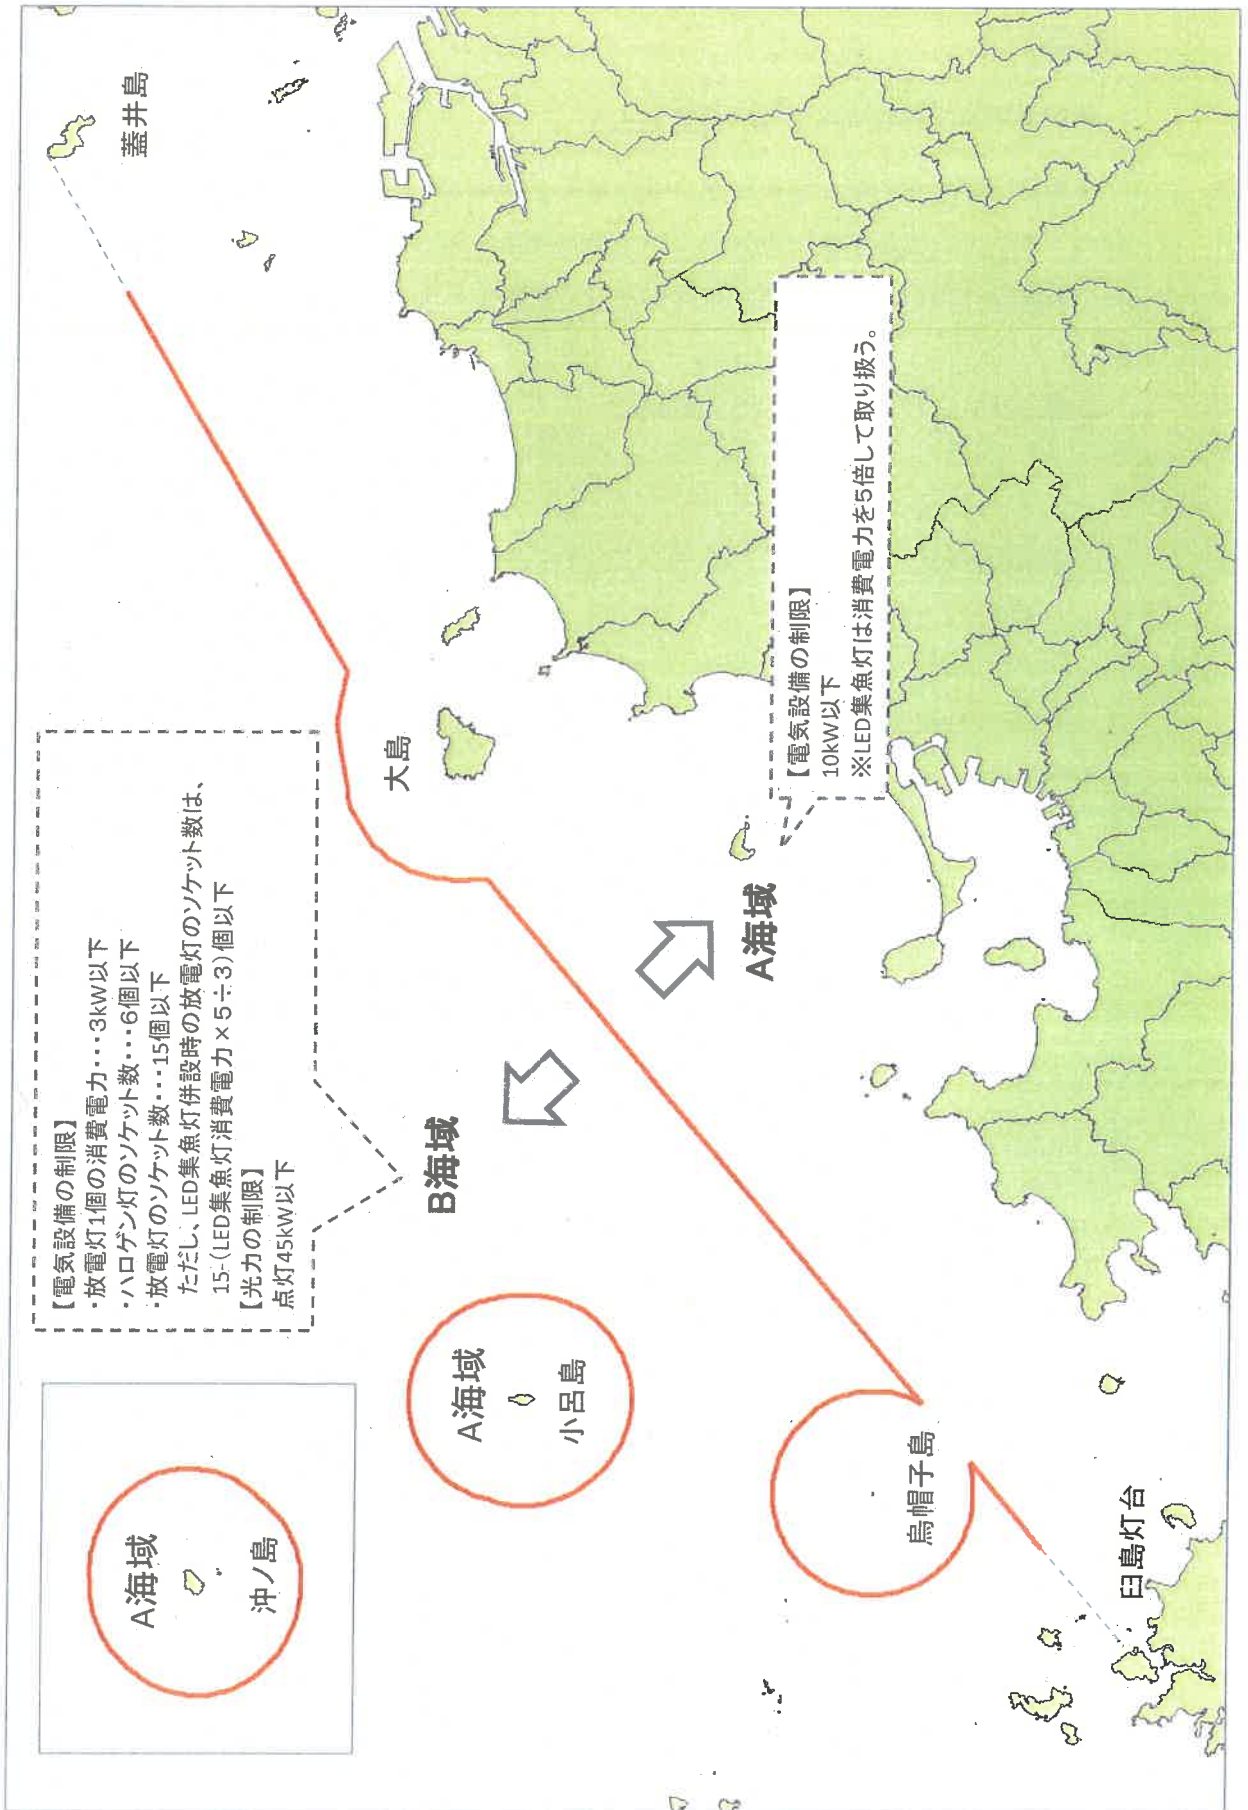 【電気設備の制限】
・放電灯1個の消費電力・・・3kW以下
・ハロゲン灯のソケット数・・・6個以下
・放電灯のソケット数・・・15個以下
ただし、LED集魚灯併設時の放電灯のソケット数は、
15-(LED集魚灯消費電力×5÷3)個以下
【光力の制限】
点灯45kW以下
蓋井島
A海域
沖ノ島
大島
B海域
A海域
小呂島
A海域
【電気設備の制限】
10kW以下
※LED集魚灯は消費電力を5倍して取り扱う。
烏帽子島
臼島灯台